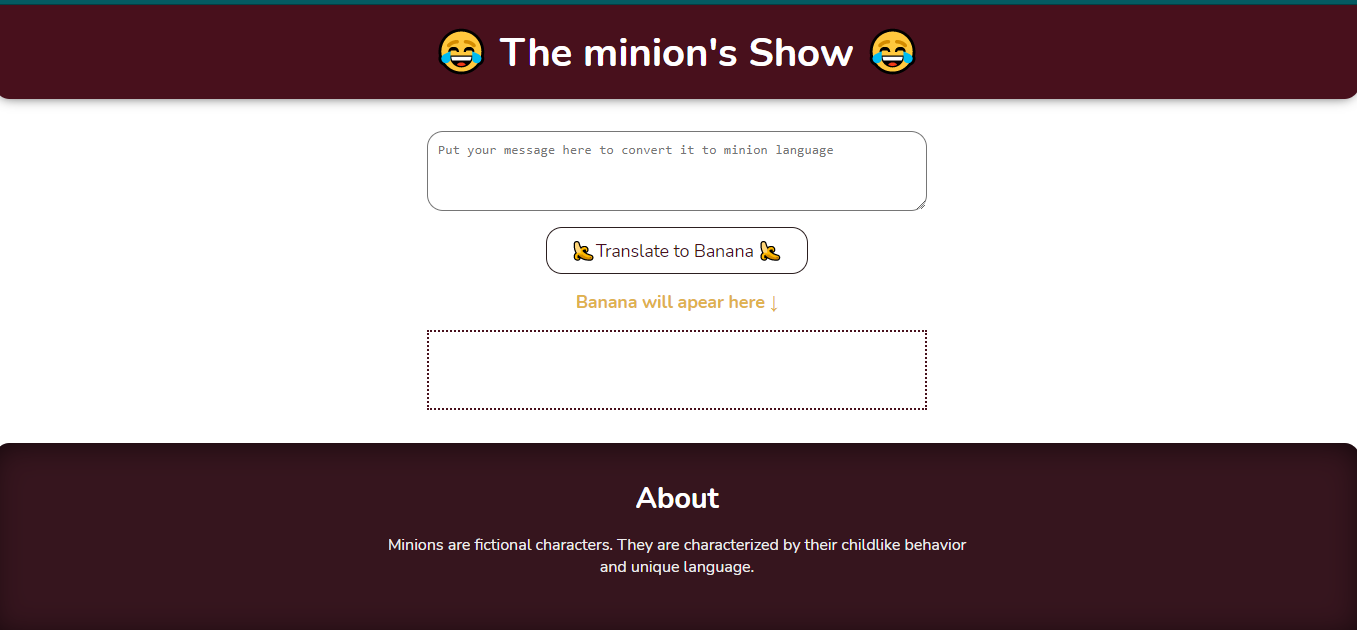 😂 The minion's Show 😂
Put your message here to convert it to minion language
Translate to Banana
Banana will apear here ↓
About
Minions are fictional characters. They are characterized by their childlike behavior
and unique language.